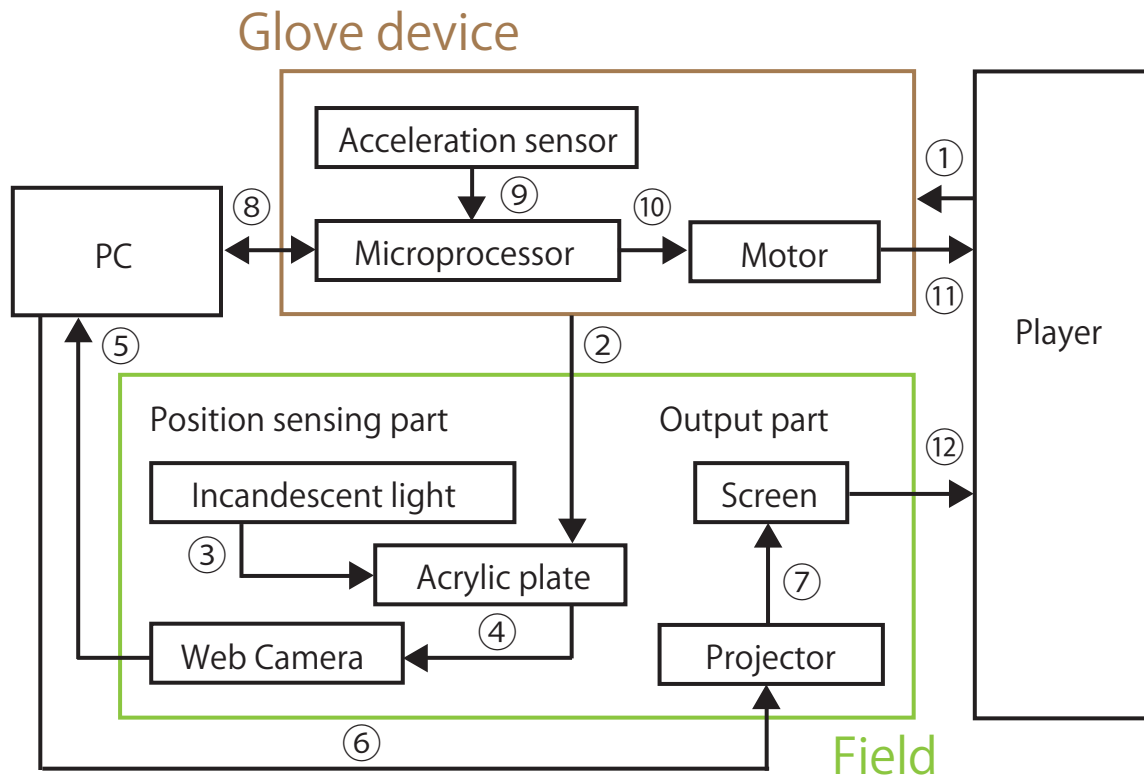 Glove device
Acceleration sensor
①
⑧
⑨
⑩
PC
Microprocessor
Motor
⑪
Player
⑤
②
Position sensing part
Output part
⑫
Incandescent light
Screen
③
Acrylic plate
⑦
④
Web Camera
Projector
⑥
Field